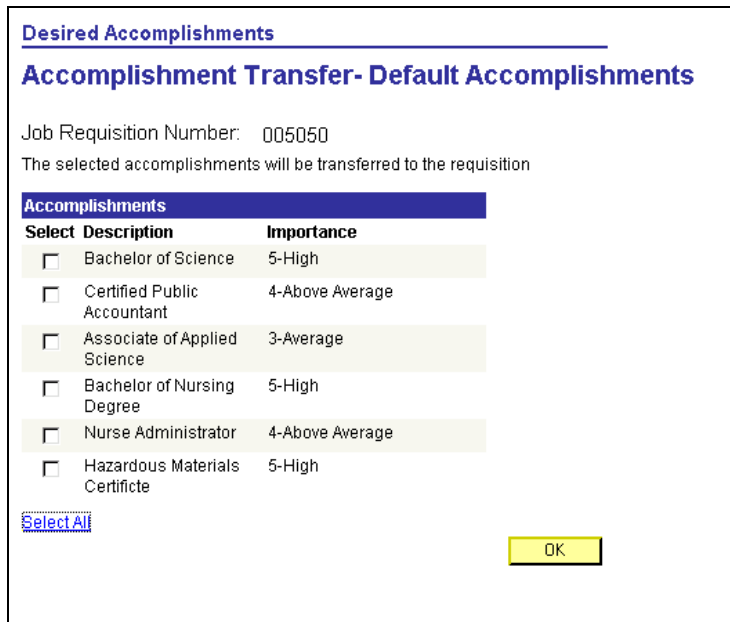 Desired Accomplishments
Accomplishment Transfer- Default Accomplishments
Job Requisition Number: 005050
The selected accomplishments will be transferred to the requisition
Accomplishments
Select Description Importance
Bachelor of Science 5-High
Certified Public 4-Above Average
Accountant
Associate of Applied 3-Average
Science
Bachelor of Nursing 5-High
Degree
Nurse Administrator 4-Above Average
Hazardous Materials 5-High
Certificte
Select All
OK